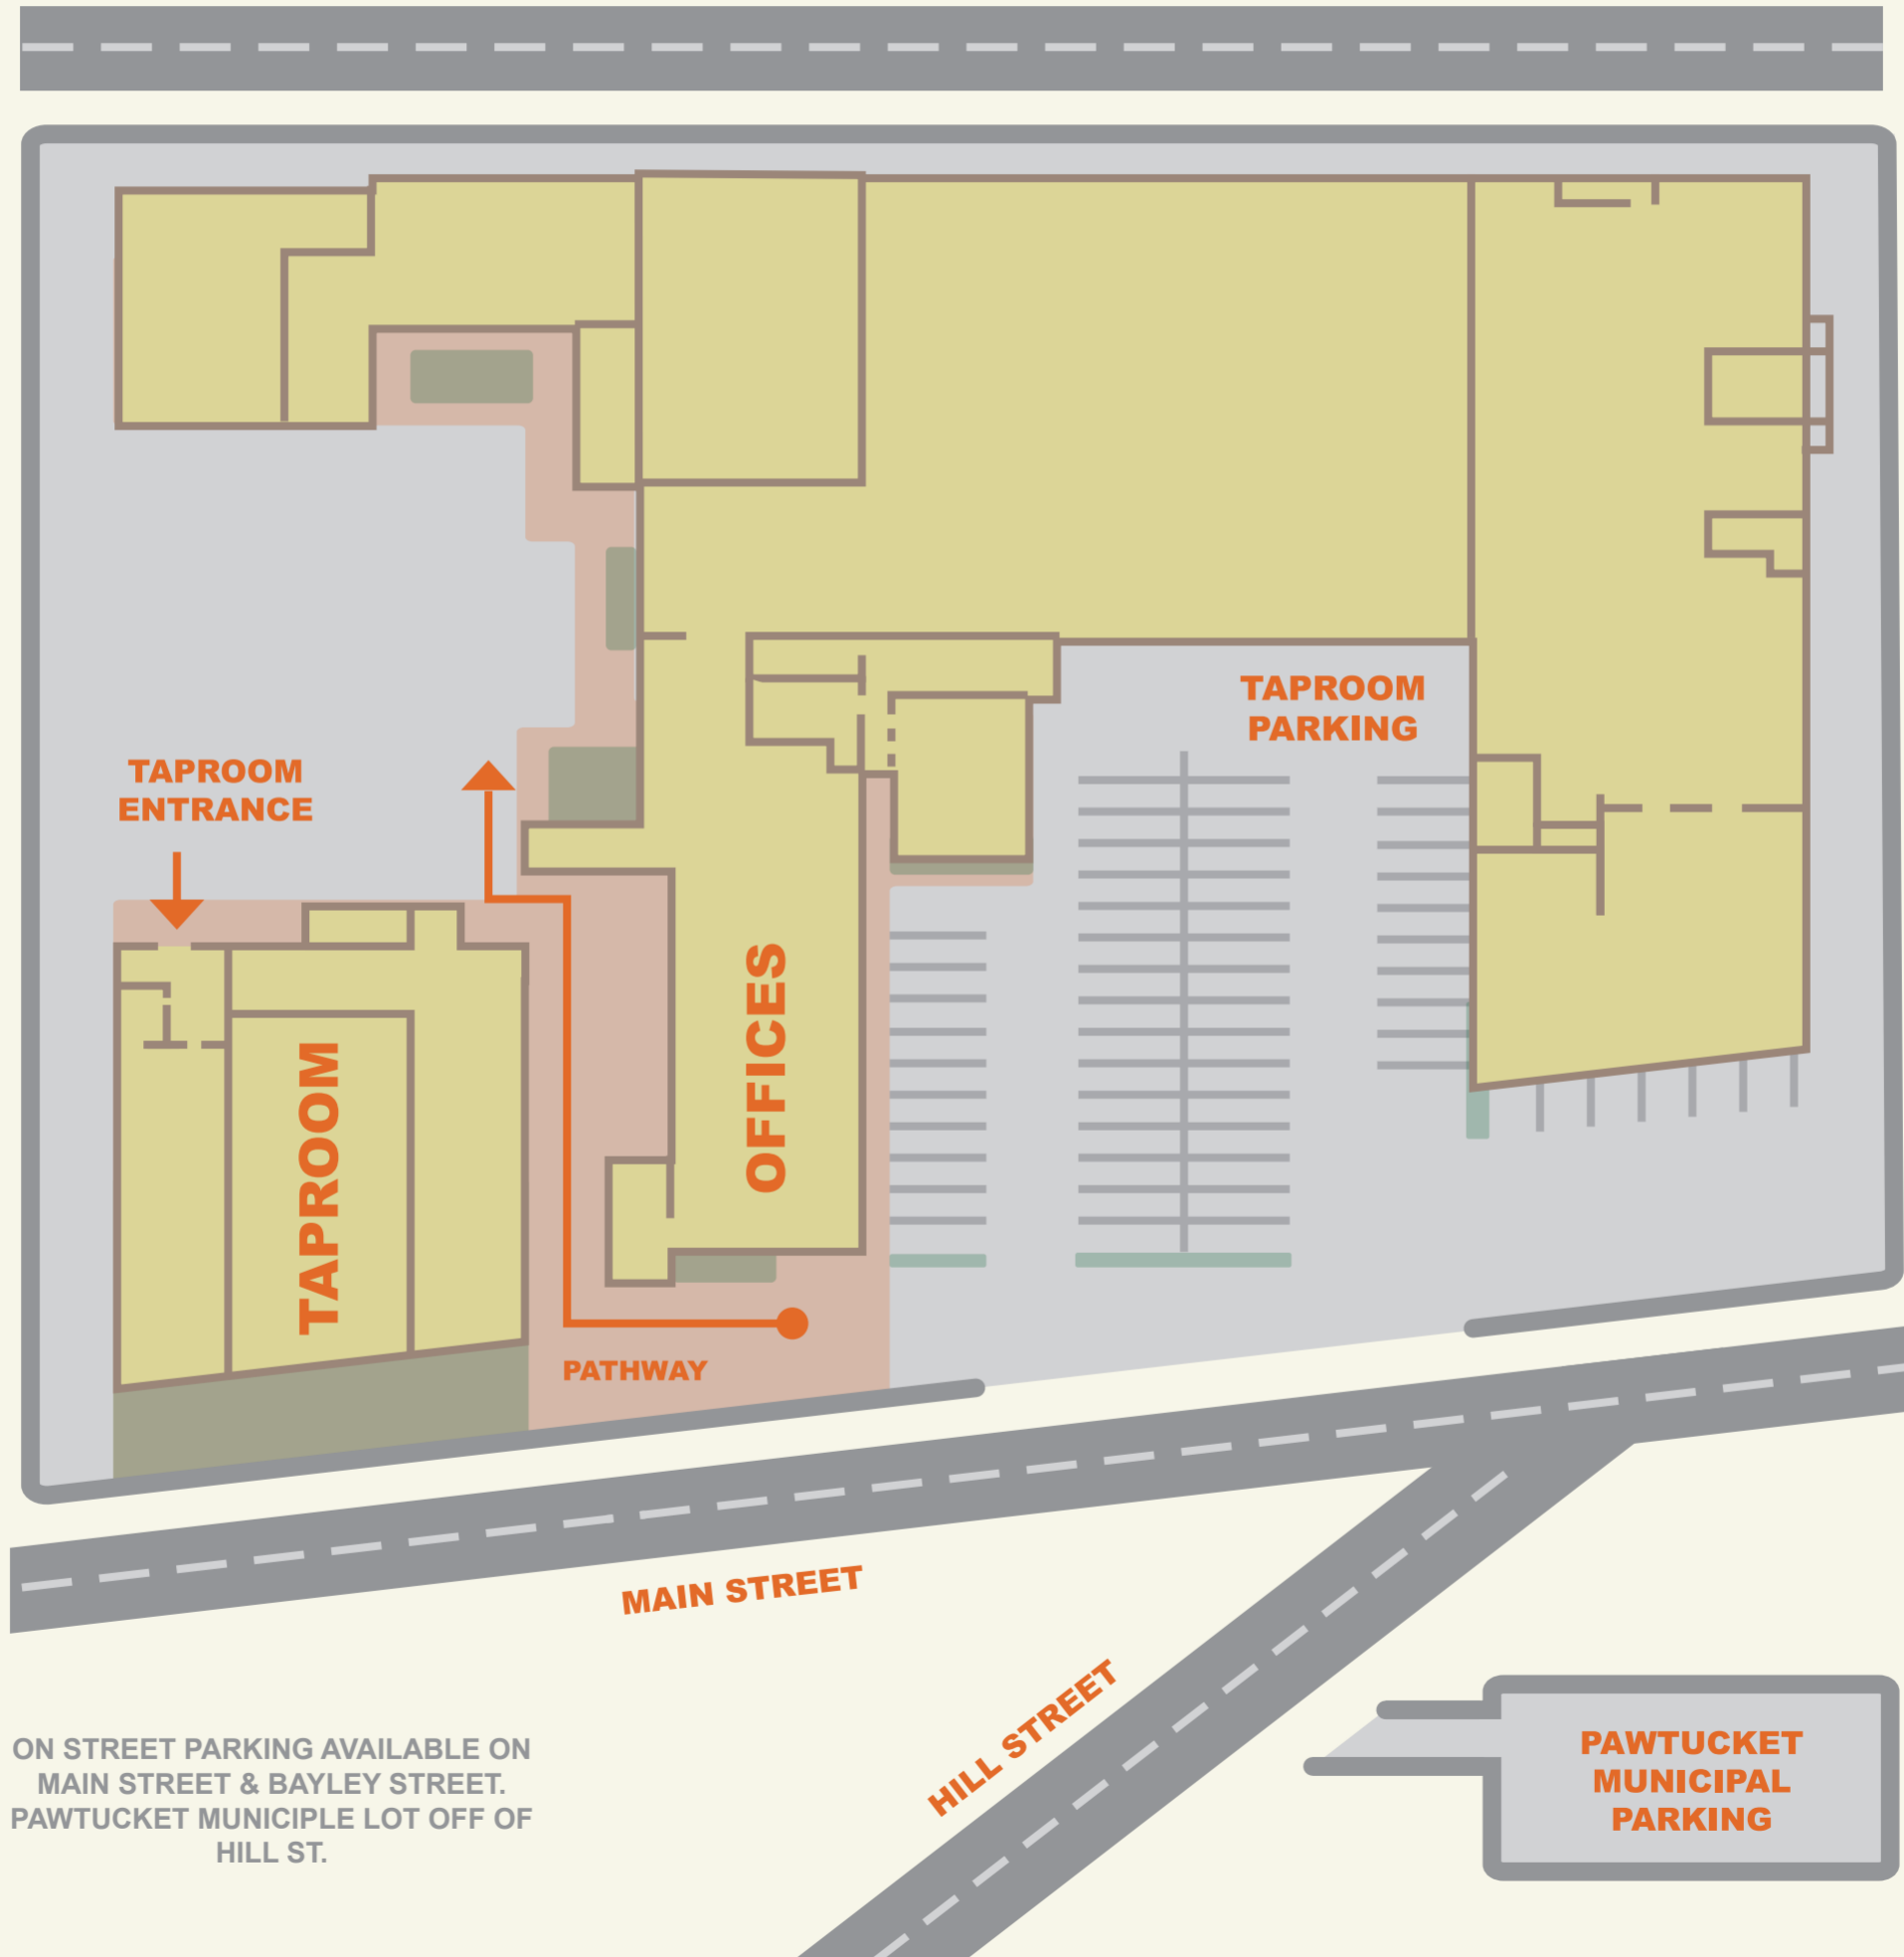 TAPROOM
PARKING
TAPROOM
ENTRANCE
OFFICES
TAPROOM
PATHWAY
MAIN STREET
HILL STREET
ON STREET PARKING AVAILABLE ON
MAIN STREET & BAYLEY STREET.
PAWTUCKET MUNICIPLE LOT OFF OF
HILL ST.
PAWTUCKET
MUNICIPAL
PARKING